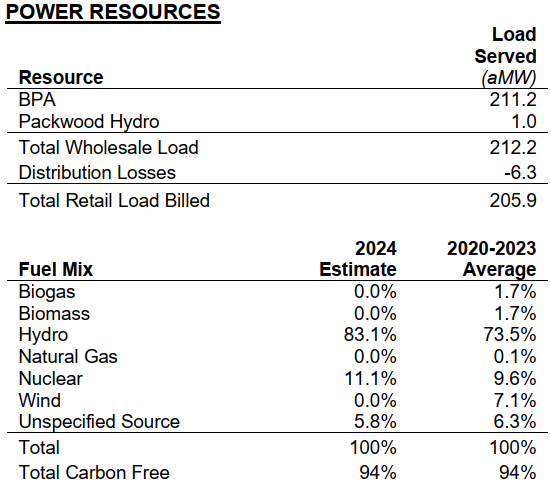 POWER RESOURCES
Load
Served
Resource (aMW)
BPA 211.2
Packwood Hydro 1.0
Total Wholesale Load 212.2
Distribution Losses -6.3
Total Retail Load Billed 205.9
2024 2020-2023
Fuel Mix Estimate Average
Biogas 0.0% 1.7%
Biomass 0.0% 1.7%
Hydro 83.1% 73.5%
Natural Gas 0.0% 0.1%
Nuclear 11.1% 9.6%
Wind 0.0% 7.1%
Unspecified Source 5.8% 6.3%
Total 100% 100%
Total Carbon Free 94% 94%